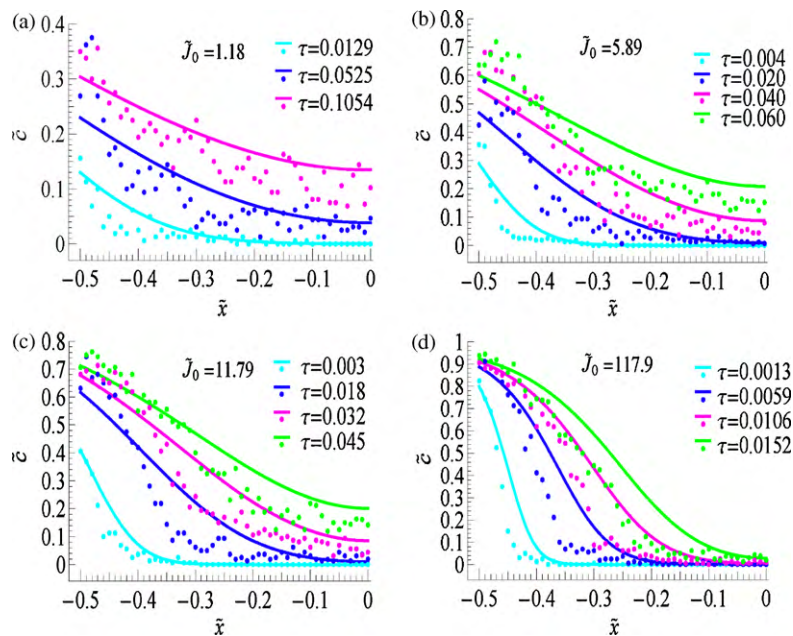 (a)
J̃0 =1.18
τ=0.0129
τ=0.0525
τ=0.1054
0.4
0.3
0.2
0.1
0
c̃
−0.5 −0.4 −0.3 −0.2 −0.1 0
x̃
(b)
J̃0 =5.89
τ=0.004
τ=0.020
τ=0.040
τ=0.060
0.8
0.7
0.6
0.5
0.4
0.3
0.2
0.1
0
c̃
−0.5 −0.4 −0.3 −0.2 −0.1 0
x̃
(c)
J̃0 =11.79
τ=0.003
τ=0.018
τ=0.032
τ=0.045
0.8
0.7
0.6
0.5
0.4
0.3
0.2
0.1
0
c̃
−0.5 −0.4 −0.3 −0.2 −0.1 0
x̃
(d)
J̃0 =117.9
τ=0.0013
τ=0.0059
τ=0.0106
τ=0.0152
1
0.9
0.8
0.7
0.6
0.5
0.4
0.3
0.2
0.1
0
c̃
−0.5 −0.4 −0.3 −0.2 −0.1 0
x̃